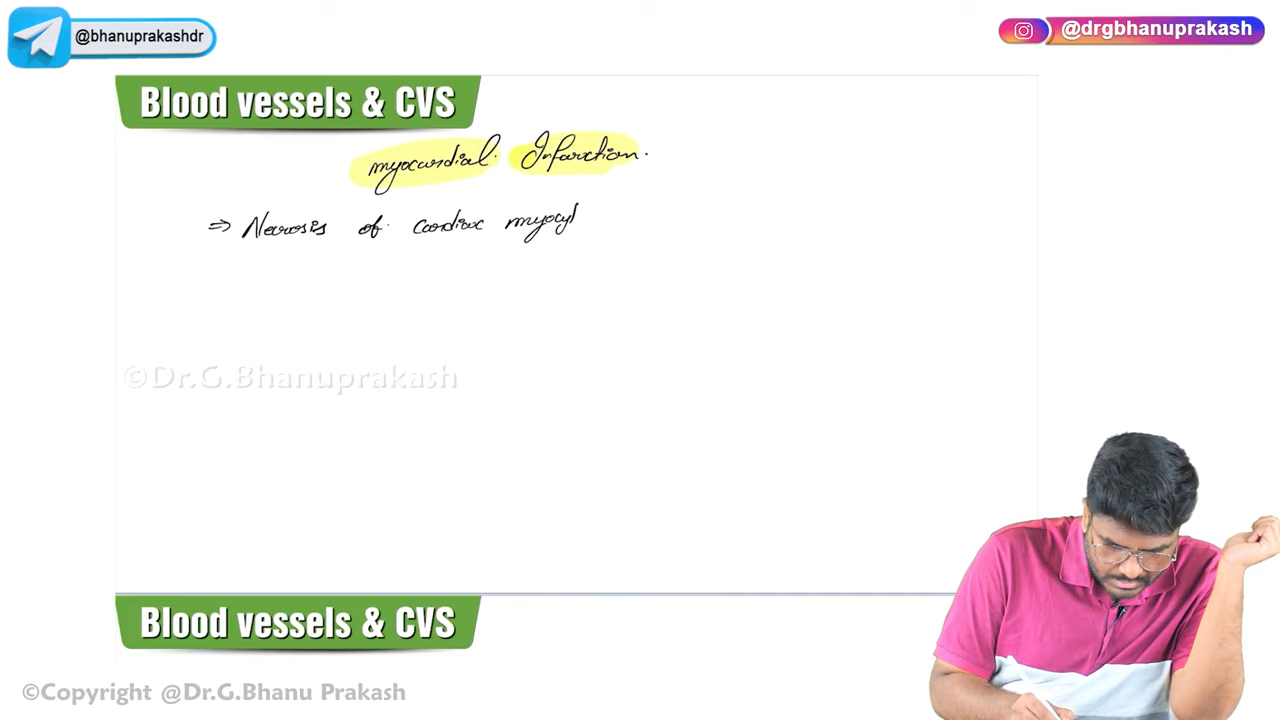 @bhanuprakashdr
@drgbhanuprakash
Blood vessels & CVS
myocardial Infarction.
⇒ Necrosis of cardiac myocyt
©Dr.G.Bhanuprakash
Blood vessels & CVS
©Copyright @Dr.G.Bhanu Prakash